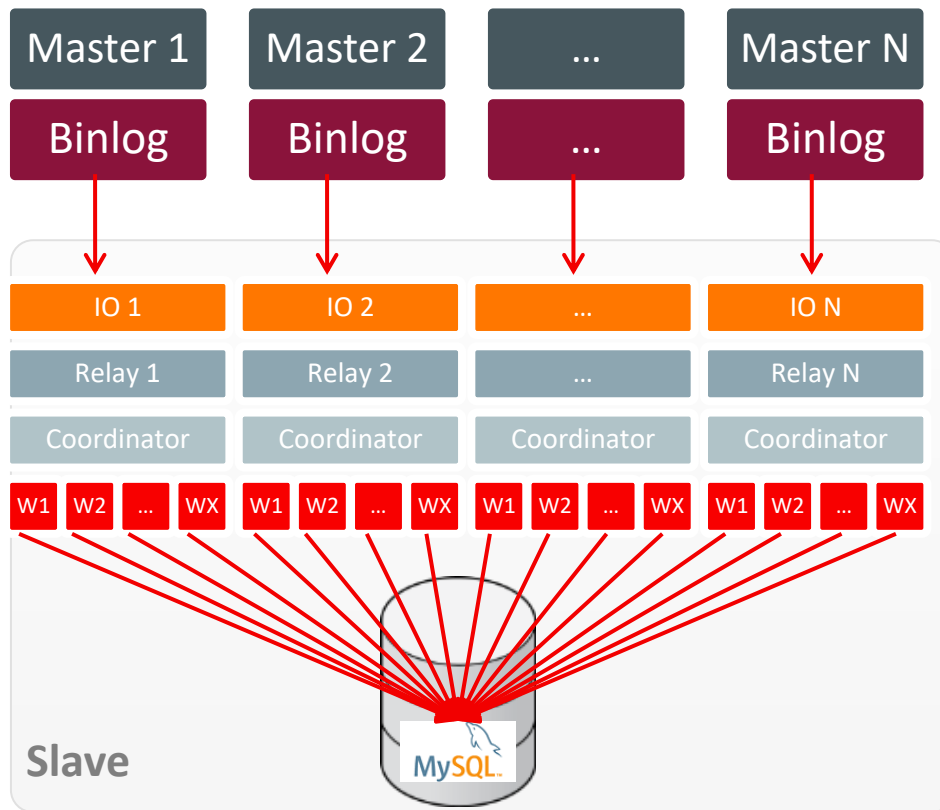 Master 1 Master 2 ... Master N
Binlog Binlog ... Binlog
IO 1 IO 2 ... IO N
Relay 1 Relay 2 ... Relay N
Coordinator Coordinator Coordinator Coordinator
W1 W2 ... WX W1 W2 ... WX W1 W2 ... WX W1 W2 ... WX
Slave
MySQL™